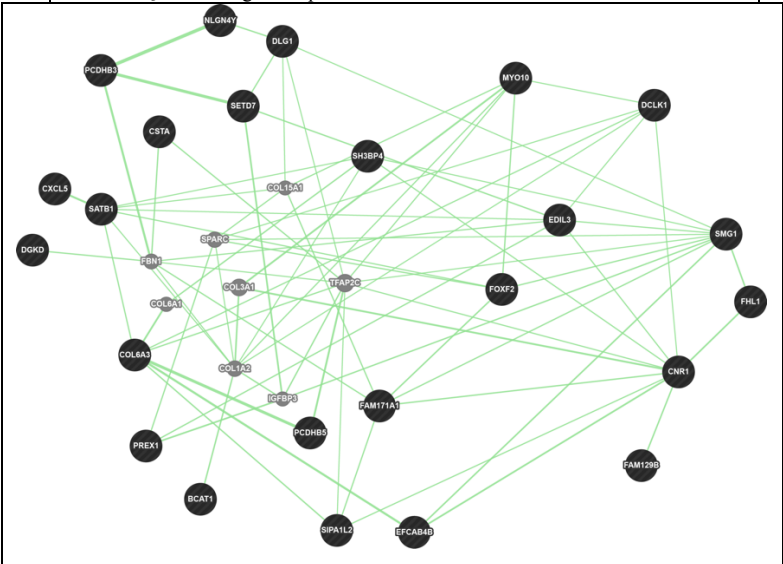 NLGN4Y
DLG1
PCDHB3
MYO10
SETD7
DCLK1
CSTA
SH3BP4
CXCL5
COL15A1
SATB1
EDIL3
SMG1
SPARC
DGKD
FBN1
TFAP2C
COL3A1
FOXF2
COL6A1
FHL1
COL6A3
COL1A2
CNR1
IGFBP3
FAM171A1
PCDHB5
PREX1
FAM129B
BCAT1
SIPA1L2
EFCAB4B